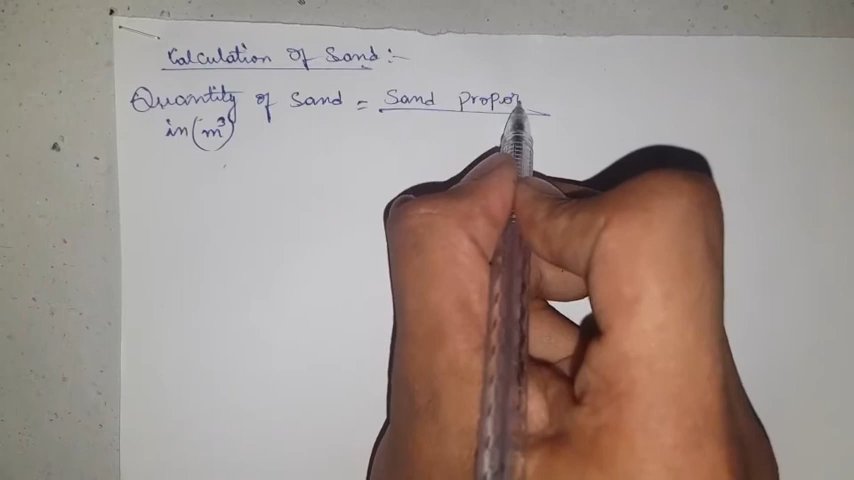 Calculation Of Sand :-
Quantity of Sand = Sand Propor
in (m³)